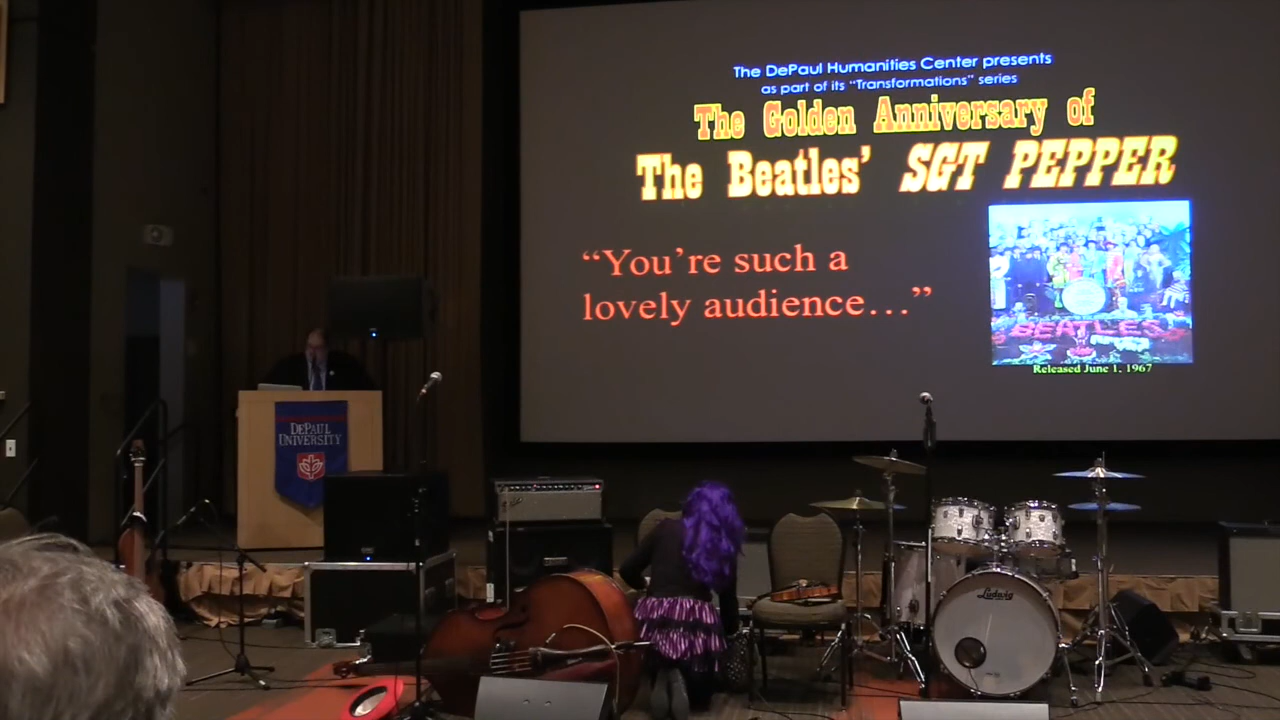 The DePaul Humanities Center presents
as part of its "Transformations" series
The Golden Anniversary of
The Beatles' SGT PEPPER
"You're such a
lovely audience..."
BEATLES
Released June 1, 1967
DEPAUL
UNIVERSITY
Ludwig